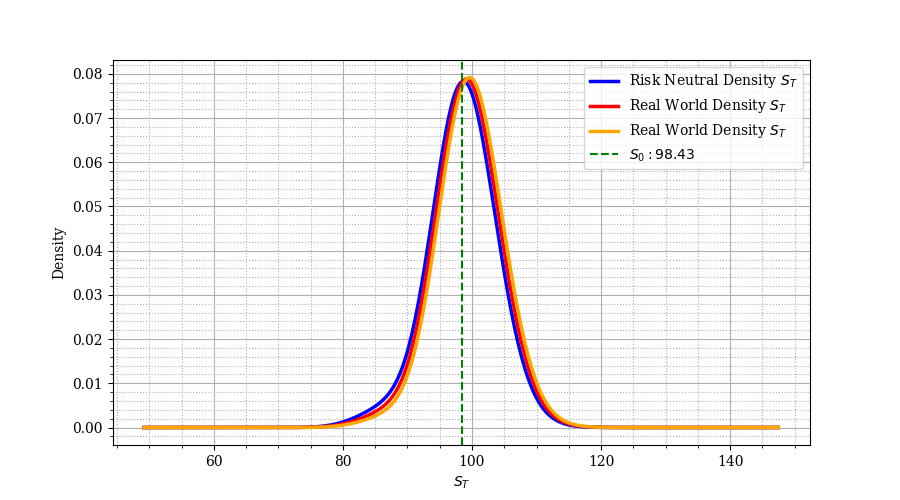 0.08
0.07
0.06
0.05
0.04
0.03
0.02
0.01
0.00
Density
60
80
100
120
140
S_T
Risk Neutral Density S_T
Real World Density S_T
Real World Density S_T
S_0 : 98.43